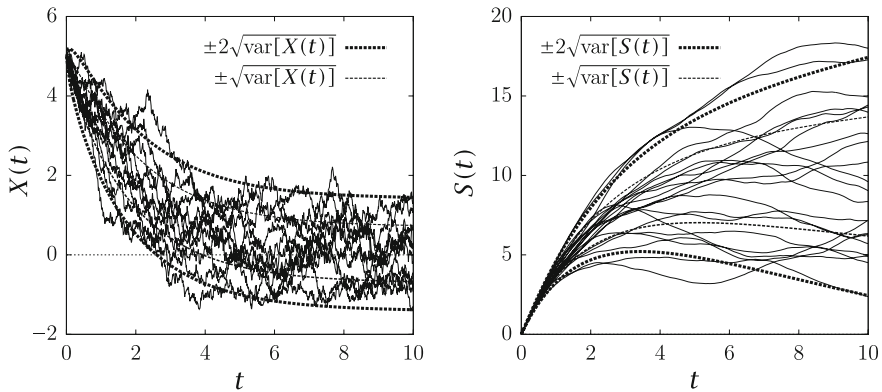 6
4
2
0
−2
X(t)
±2√var[X(t)]
±√var[X(t)]
0 2 4 6 8 10
t
20
15
10
5
0
S(t)
±2√var[S(t)]
±√var[S(t)]
0 2 4 6 8 10
t